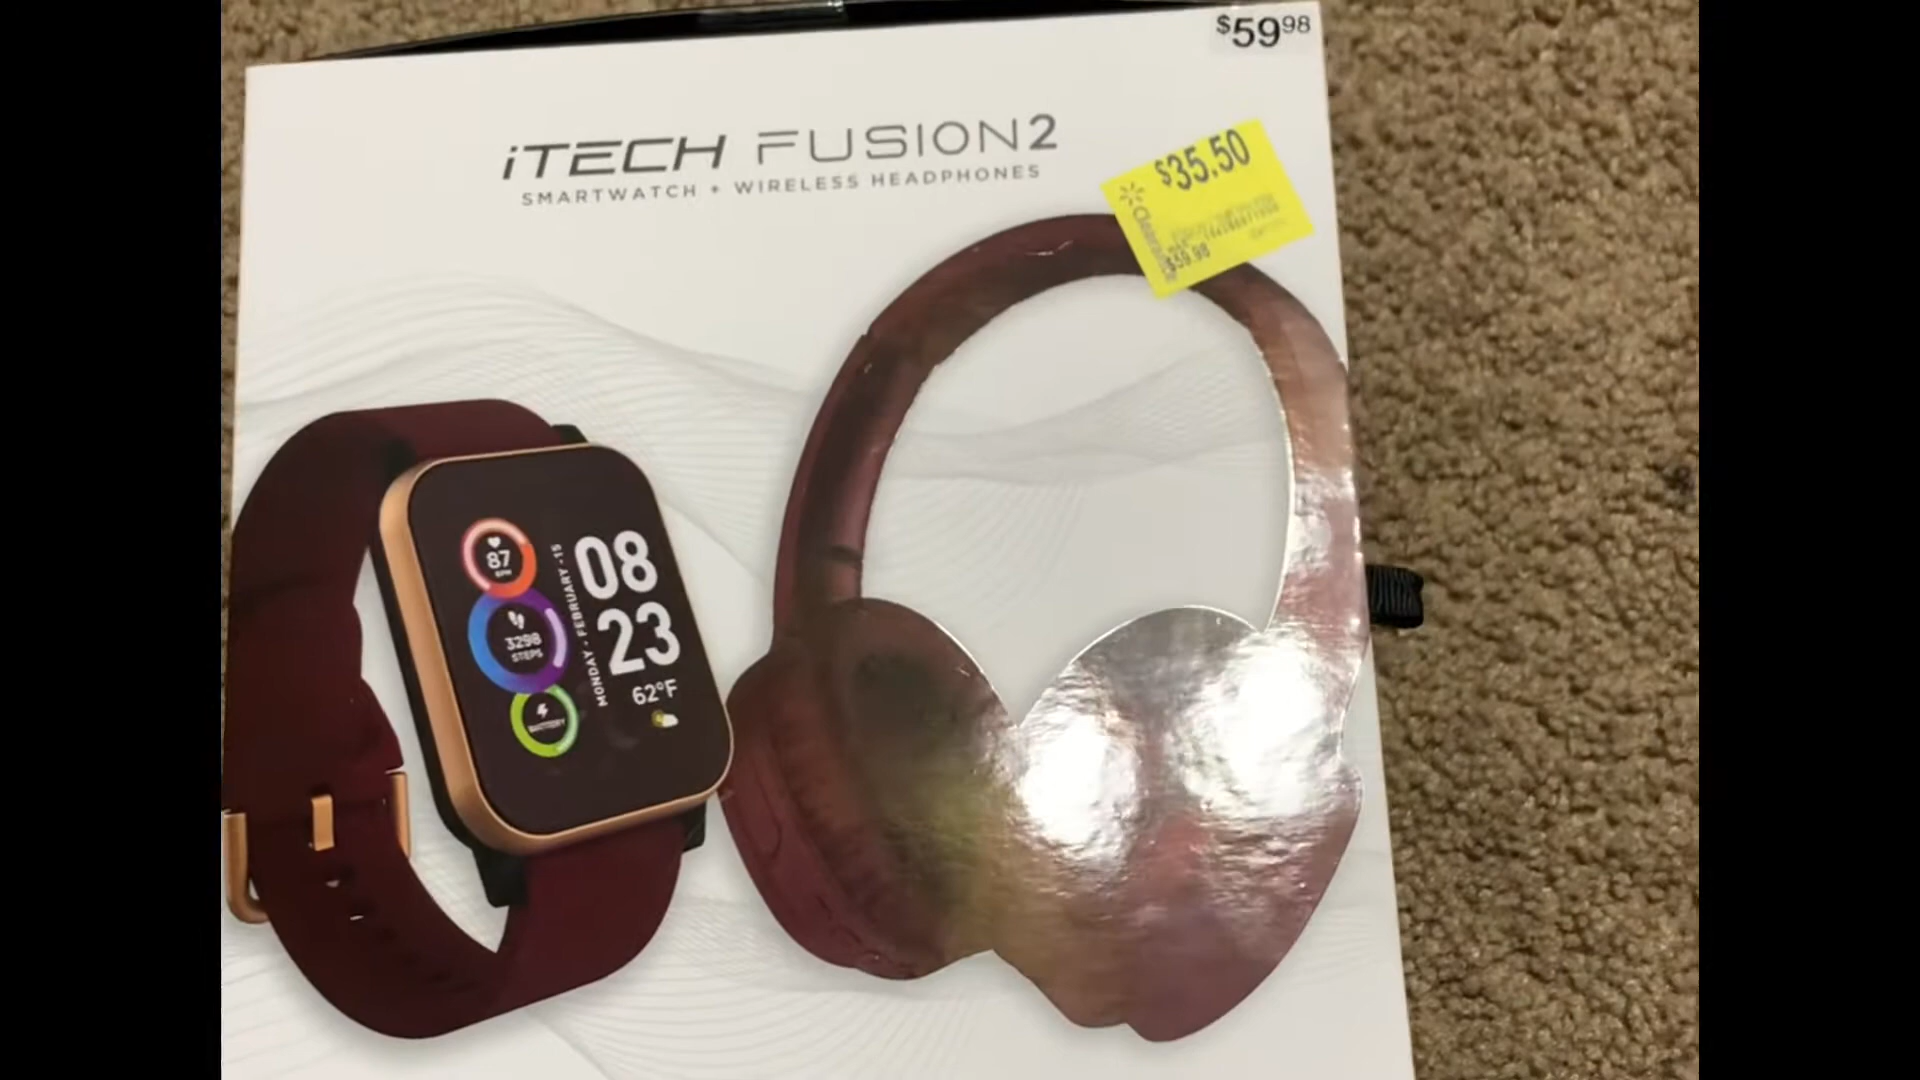 $59 98
iTECH FUSION2
SMARTWATCH + WIRELESS HEADPHONES
$35.50
Clearance
$59.98
87
BPM
3298
STEPS
BATTERY
MONDAY - FEBRUARY - 15
08
23
62°F